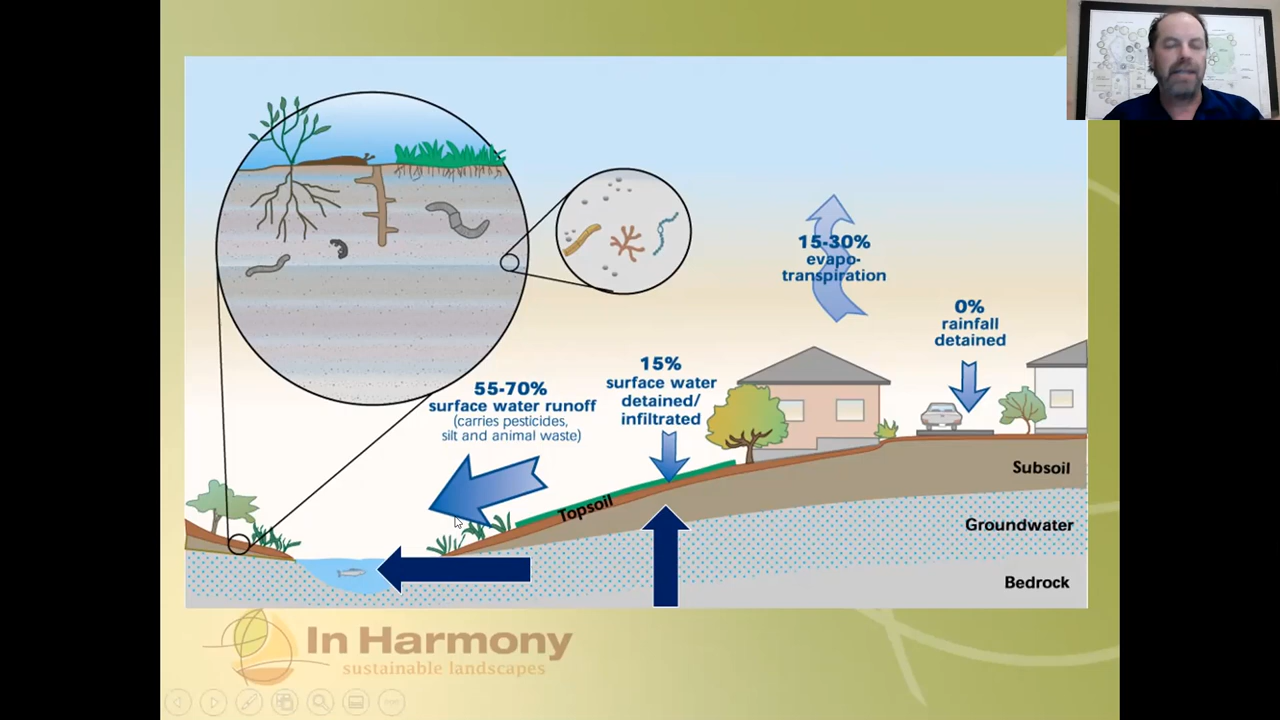 15-30%
evapo-
transpiration
0%
rainfall
detained
15%
surface water
detained/
infiltrated
55-70%
surface water runoff
(carries pesticides,
silt and animal waste)
Topsoil
Subsoil
Groundwater
Bedrock
In Harmony
sustainable landscapes